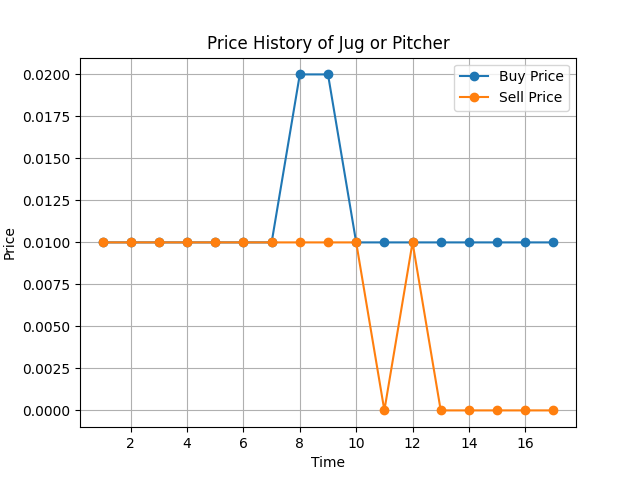 Price History of Jug or Pitcher
Buy Price
Sell Price
0.0200
0.0175
0.0150
0.0125
0.0100
0.0075
0.0050
0.0025
0.0000
Price
2 4 6 8 10 12 14 16
Time